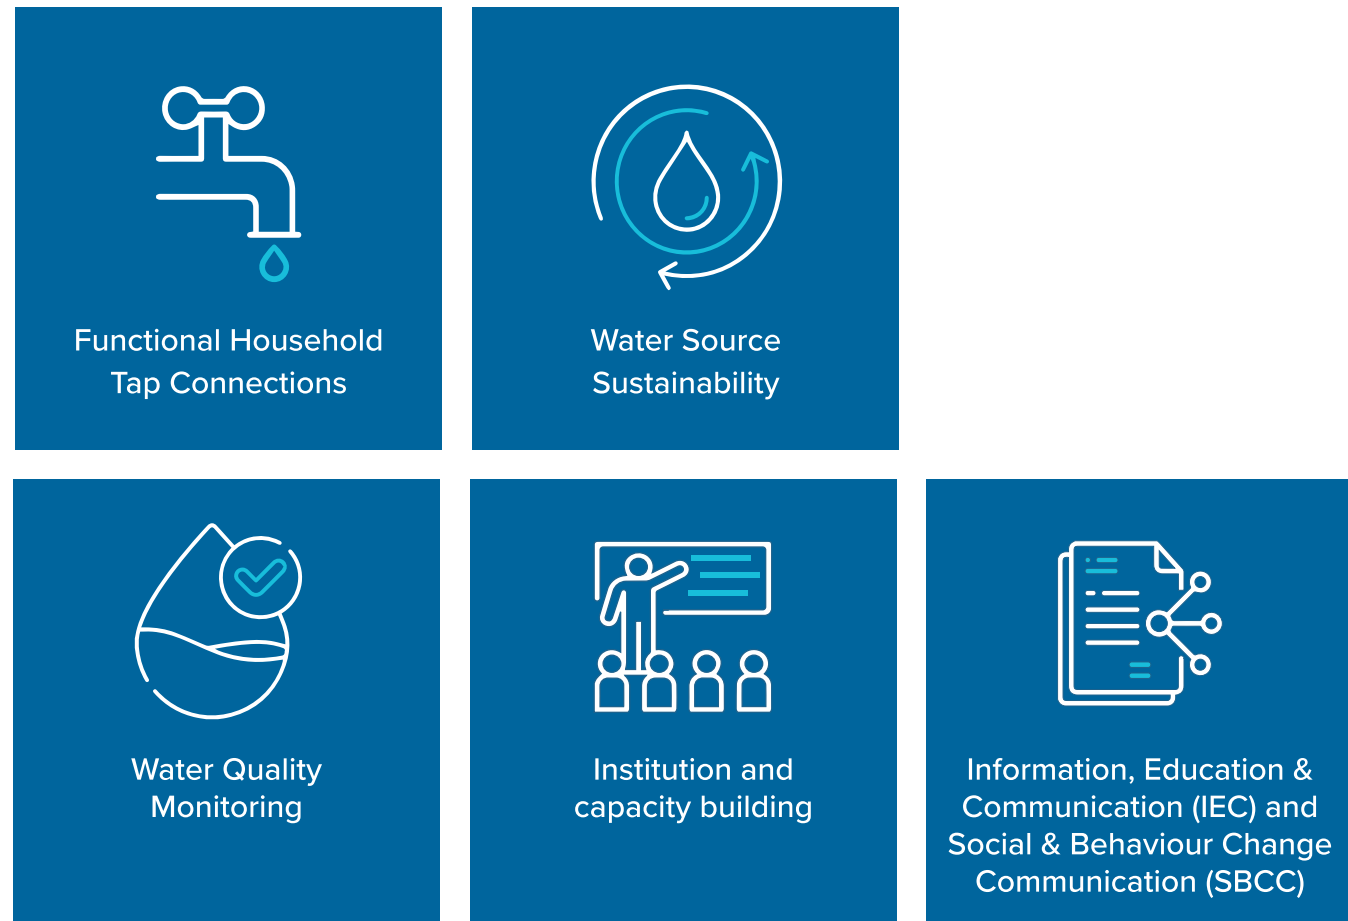 Functional Household
Tap Connections
Water Source
Sustainability
Water Quality
Monitoring
Institution and
capacity building
Information, Education &
Communication (IEC) and
Social & Behaviour Change
Communication (SBCC)